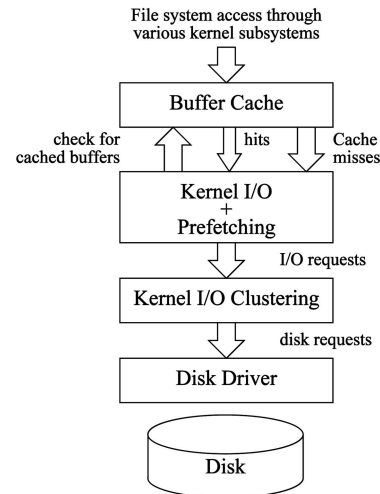 File system access through
various kernel subsystems
Buffer Cache
check for
cached buffers
hits
Cache
misses
Kernel I/O
+
Prefetching
I/O requests
Kernel I/O Clustering
disk requests
Disk Driver
Disk